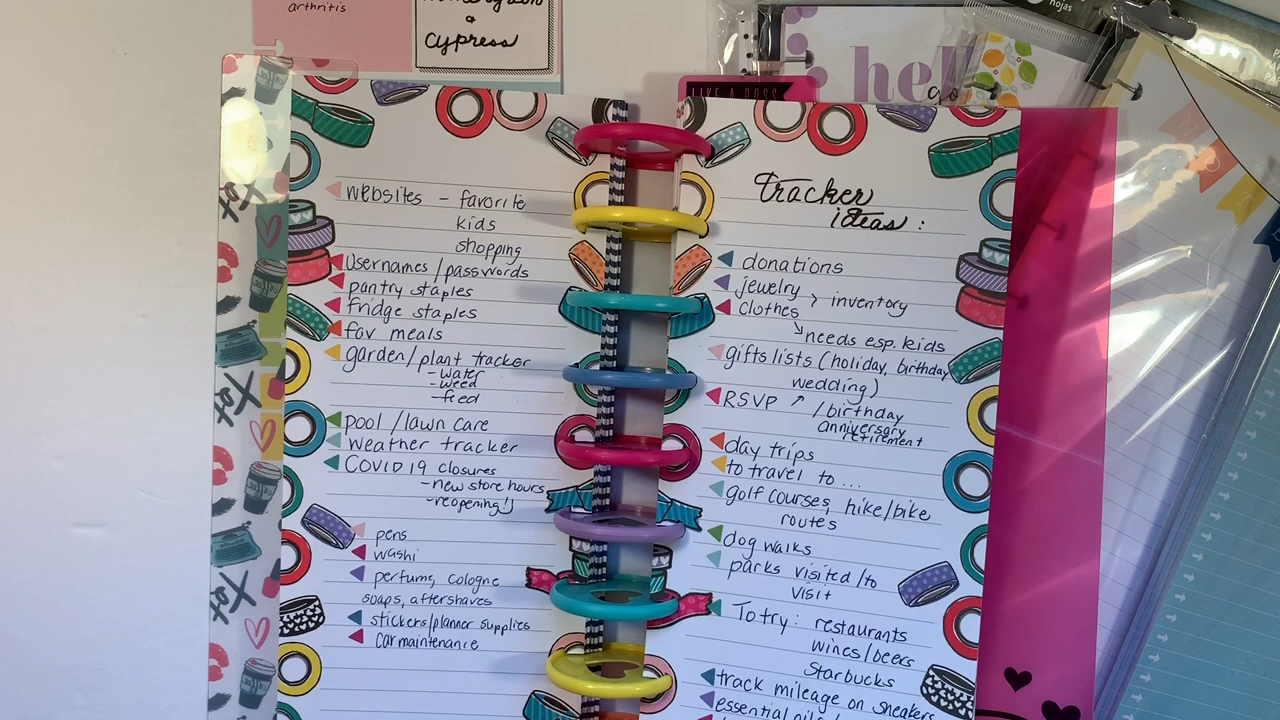 arthritis
&
cypress
LIKE A BOSS
hel
nojas
websites - favorite
kids
shopping
usernames/passwords
pantry staples
fridge staples
fav meals
garden/plant tracker
-water
-weed
-feed
pool/lawn care
weather tracker
COVID 19 closures
-new store hours
-reopening!!
pens
washi
perfume, cologne
soaps, aftershaves
stickers/planner supplies
car maintenance
Tracker
ideas:
donations
jewelry > inventory
clothes
needs esp. kids
gifts lists (holiday, birthday
wedding)
RSVP ↗ /birthday
anniversary
retirement
day trips
to travel to ...
golf courses, hike/bike
routes
dog walks
parks visited/to
visit
To try: restaurants
wines/beers
Starbucks
track mileage on sneakers